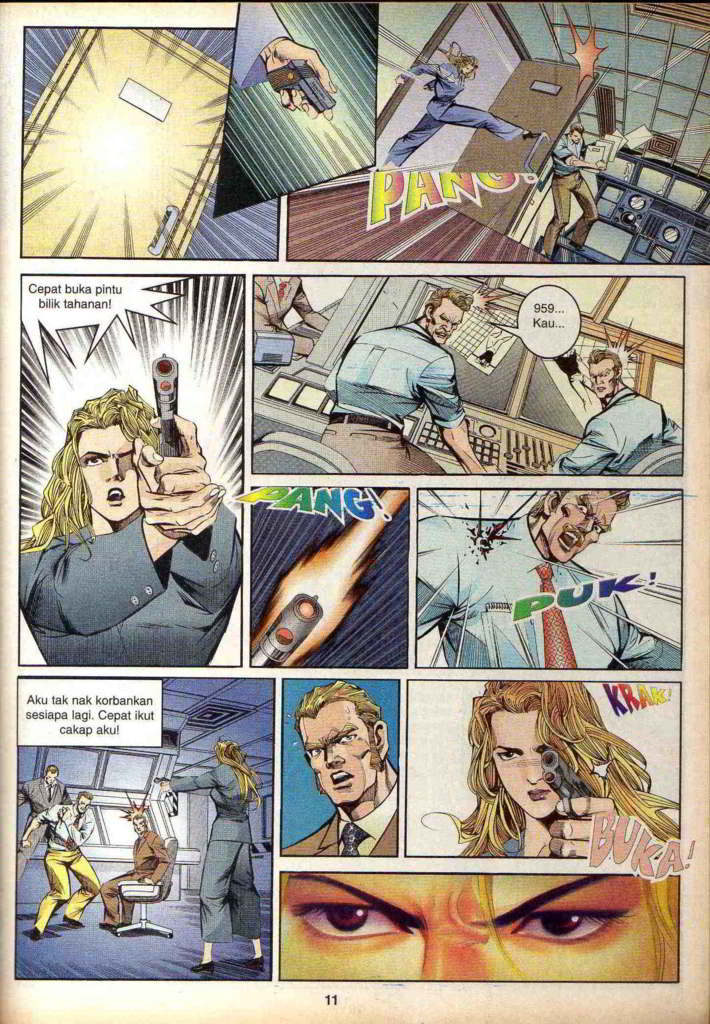 PANG!
Cepat buka pintu
bilik tahanan!
959...
Kau...
PANG!
PUK!
Aku tak nak korbankan
sesiapa lagi. Cepat ikut
cakap aku!
KRAK!
BUKA!
11